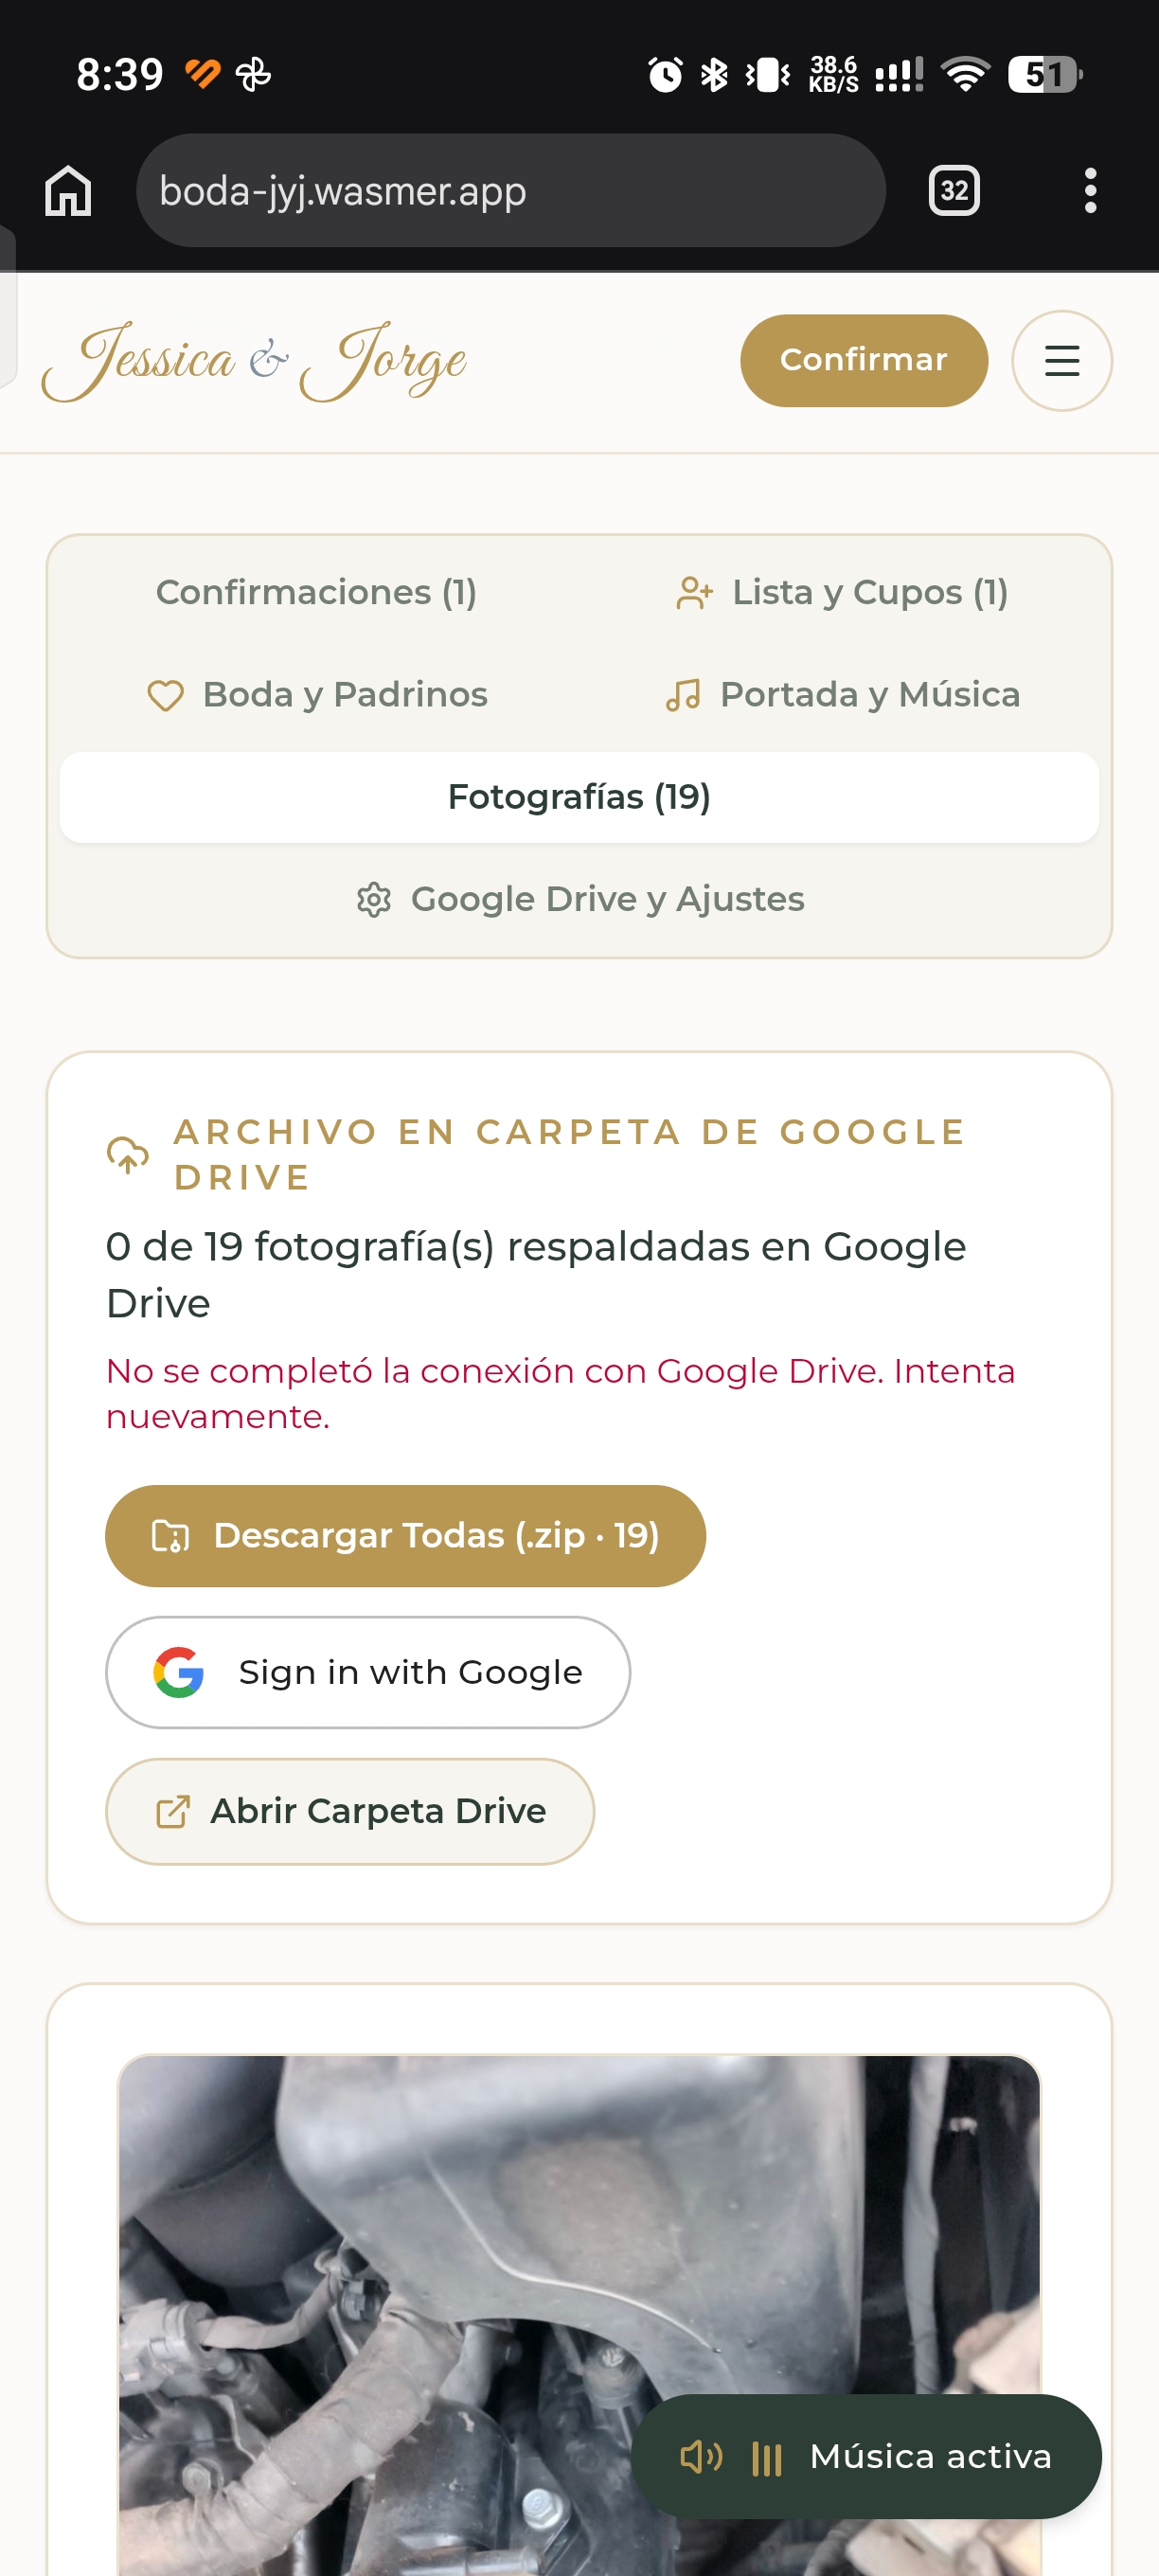 8:39
38.6
KB/S
51
boda-jyj.wasmer.app
32
Jessica & Jorge
Confirmar
Confirmaciones (1)
Lista y Cupos (1)
Boda y Padrinos
Portada y Música
Fotografías (19)
Google Drive y Ajustes
ARCHIVO EN CARPETA DE GOOGLE
DRIVE
0 de 19 fotografía(s) respaldadas en Google
Drive
No se completó la conexión con Google Drive. Intenta
nuevamente.
Descargar Todas (.zip · 19)
Sign in with Google
Abrir Carpeta Drive
Música activa